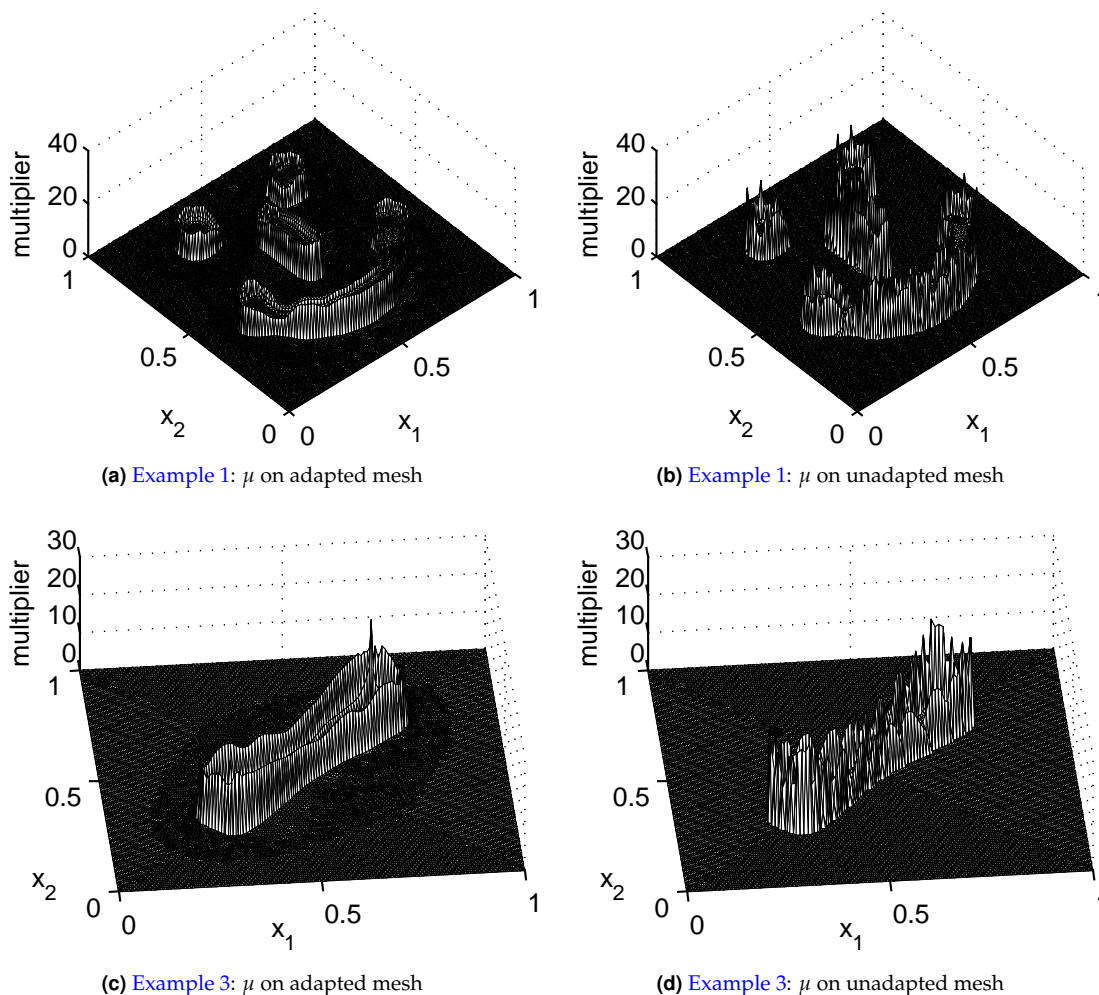 40
20
0
multiplier
1
0.5
0
x2
0
0.5
1
x1
(a) Example 1: μ on adapted mesh
40
20
0
multiplier
1
0.5
0
x2
0
0.5
1
x1
(b) Example 1: μ on unadapted mesh
30
20
10
0
multiplier
1
0.5
0
x2
0
0.5
1
x1
(c) Example 3: μ on adapted mesh
30
20
10
0
multiplier
1
0.5
0
x2
0
0.5
1
x1
(d) Example 3: μ on unadapted mesh